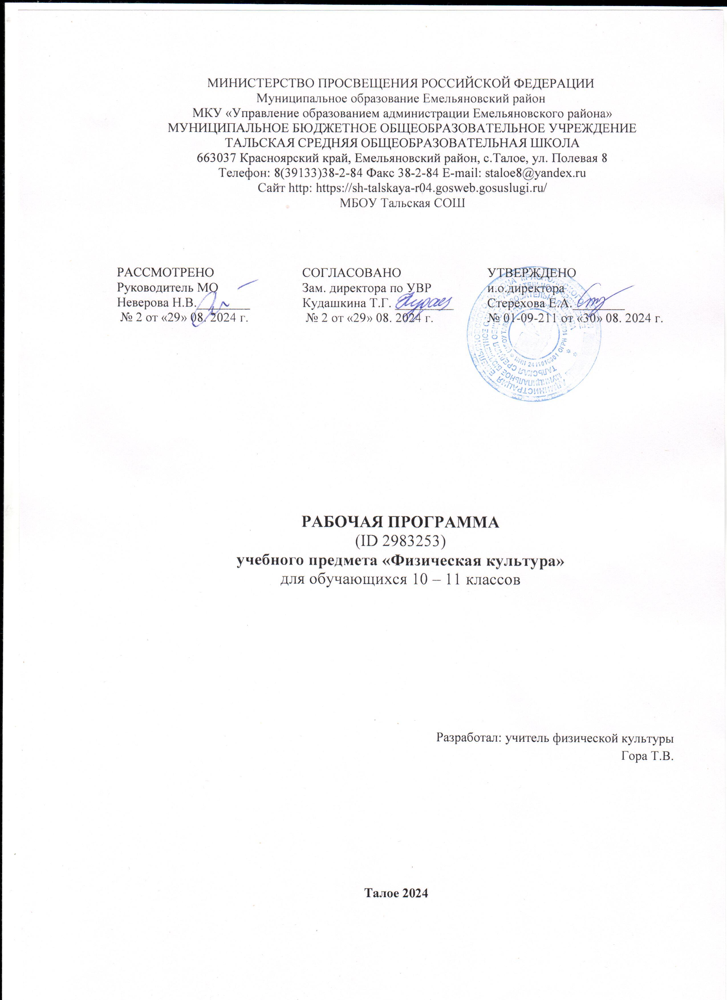 МИНИСТЕРСТВО ПРОСВЕЩЕНИЯ РОССИЙСКОЙ ФЕДЕРАЦИИ
Муниципальное образование Емельяновский район
МКУ «Управление образованием администрации Емельяновского района»
МУНИЦИПАЛЬНОЕ БЮДЖЕТНОЕ ОБЩЕОБРАЗОВАТЕЛЬНОЕ УЧРЕЖДЕНИЕ
ТАЛЬСКАЯ СРЕДНЯЯ ОБЩЕОБРАЗОВАТЕЛЬНАЯ ШКОЛА
663037 Красноярский край, Емельяновский район, с.Талое, ул. Полевая 8
Телефон: 8(39133)38-2-84 Факс 38-2-84 E-mail: staloe8@yandex.ru
Сайт http: https://sh-talskaya-r04.gosweb.gosuslugi.ru/
МБОУ Тальская СОШ
РАССМОТРЕНО
Руководитель МО
Неверова Н.В.
№ 2 от «29» 08. 2024 г.
СОГЛАСОВАНО
Зам. директора по УВР
Кудашкина Т.Г.
№ 2 от «29» 08. 2024 г.
УТВЕРЖДЕНО
и.о.директора
Стерехова Е.А.
№ 01-09-211 от «30» 08. 2024 г.
РАБОЧАЯ ПРОГРАММА
(ID 2983253)
учебного предмета «Физическая культура»
для обучающихся 10 – 11 классов
Разработал: учитель физической культуры
Гора Т.В.
Талое 2024